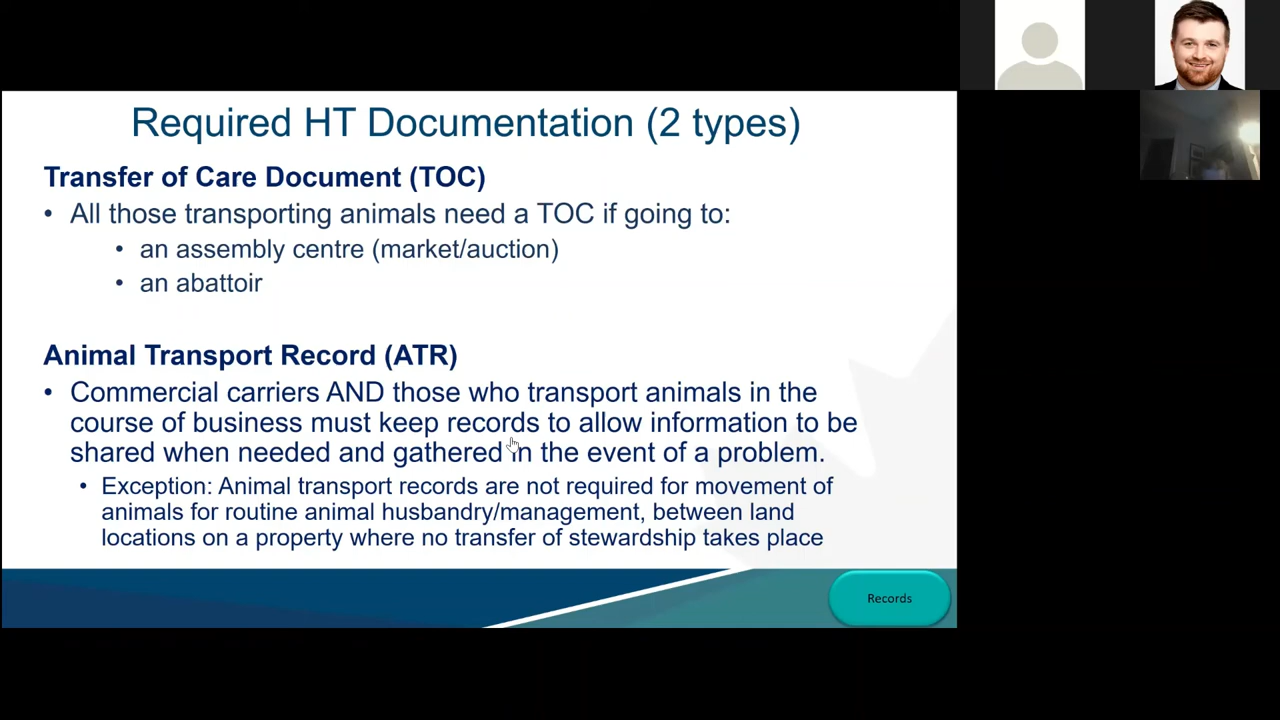 Required HT Documentation (2 types)
Transfer of Care Document (TOC)
• All those transporting animals need a TOC if going to:
• an assembly centre (market/auction)
• an abattoir
Animal Transport Record (ATR)
• Commercial carriers AND those who transport animals in the
course of business must keep records to allow information to be
shared when needed and gathered in the event of a problem.
• Exception: Animal transport records are not required for movement of
animals for routine animal husbandry/management, between land
locations on a property where no transfer of stewardship takes place
Records